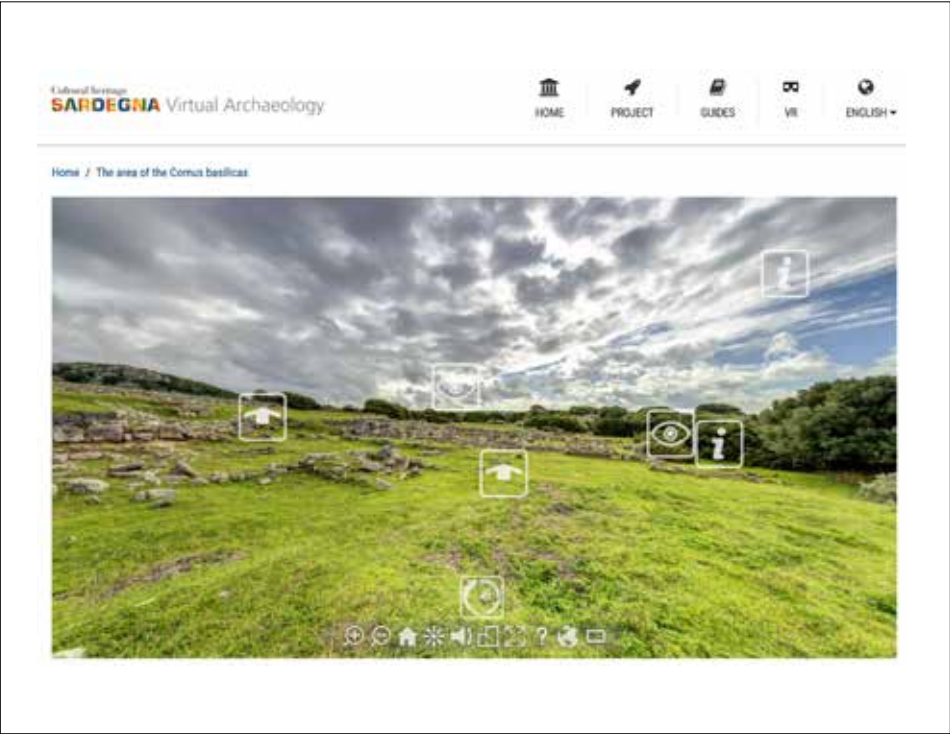 Cultural heritage
SARDEGNA Virtual Archaeology
HOME
PROJECT
GUIDES
VR
ENGLISH
Home / The area of the Cornus basilicas